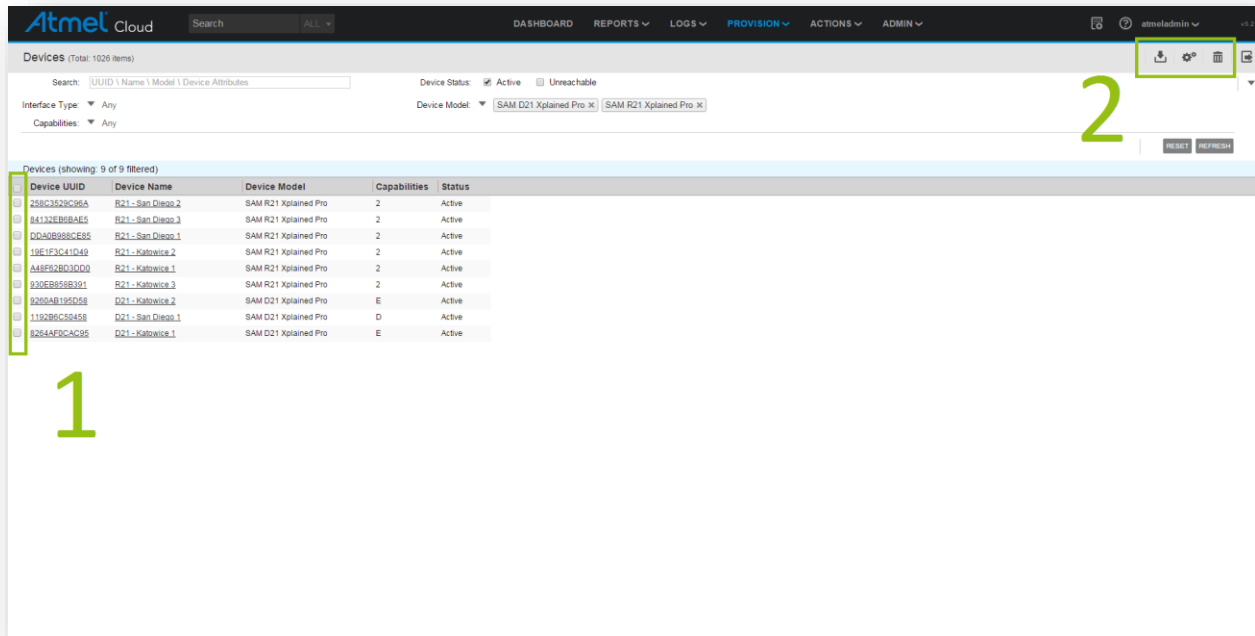 Atmel Cloud Search ALL DASHBOARD REPORTS LOGS PROVISION ACTIONS ADMIN atmeladmin
Devices (Total: 1026 items)
Search: UUID \ Name \ Model \ Device Attributes Device Status: Active Unreachable
2
Interface Type: Any Device Model: SAM D21 Xplained Pro x SAM R21 Xplained Pro x
Capabilities: Any
RESET REFRESH
Devices (showing: 9 of 9 filtered)
Device UUID Device Name Device Model Capabilities Status
258C3529C96A R21 - San Diego 2 SAM R21 Xplained Pro 2 Active
84132EB6BAE5 R21 - San Diego 3 SAM R21 Xplained Pro 2 Active
DDA0B988CE85 R21 - San Diego 1 SAM R21 Xplained Pro 2 Active
19E1F3C41D49 R21 - Katowice 2 SAM R21 Xplained Pro 2 Active
A48F62BD3DD0 R21 - Katowice 1 SAM R21 Xplained Pro 2 Active
930EB858B391 R21 - Katowice 3 SAM R21 Xplained Pro 2 Active
9260AB195D58 D21 - Katowice 2 SAM D21 Xplained Pro E Active
1192B6C50458 D21 - San Diego 1 SAM D21 Xplained Pro D Active
8264AF0CAC95 D21 - Katowice 1 SAM D21 Xplained Pro E Active
1